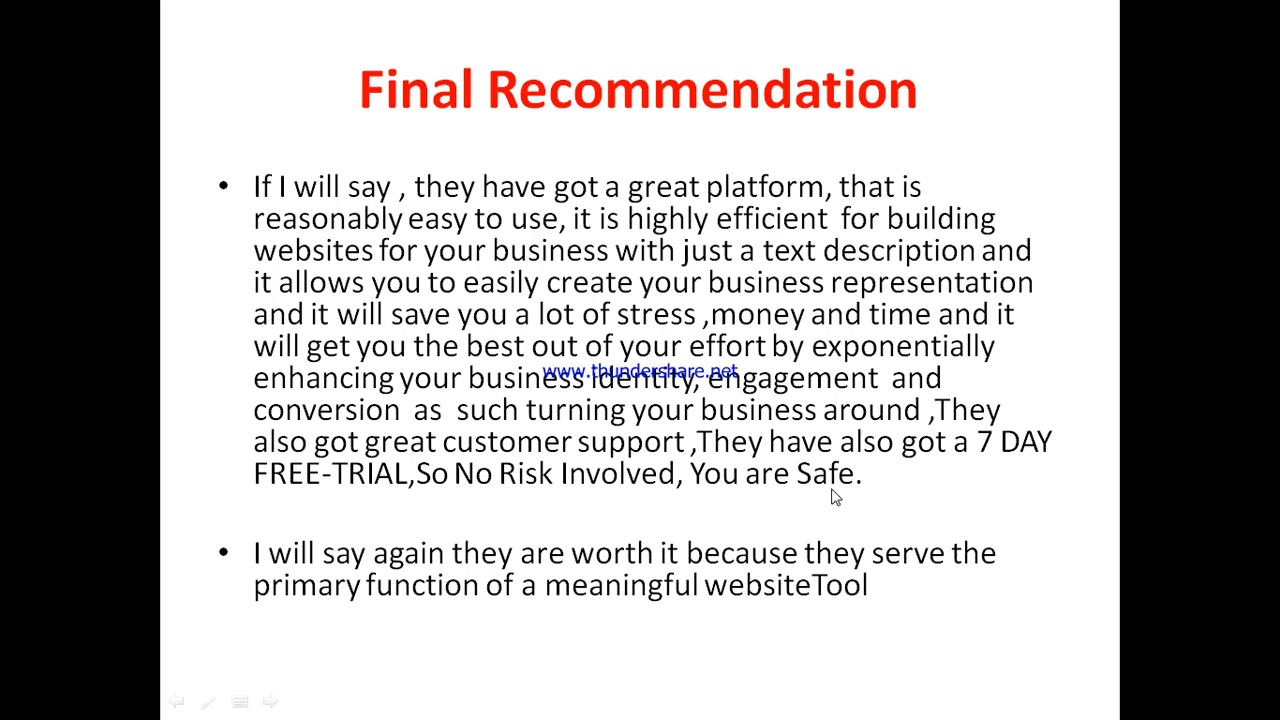 Final Recommendation
• If I will say , they have got a great platform, that is
reasonably easy to use, it is highly efficient for building
websites for your business with just a text description and
it allows you to easily create your business representation
and it will save you a lot of stress ,money and time and it
will get you the best out of your effort by exponentially
www.thundershare.net
enhancing your business identity, engagement and
conversion as such turning your business around ,They
also got great customer support ,They have also got a 7 DAY
FREE-TRIAL,So No Risk Involved, You are Safe.
• I will say again they are worth it because they serve the
primary function of a meaningful websiteTool